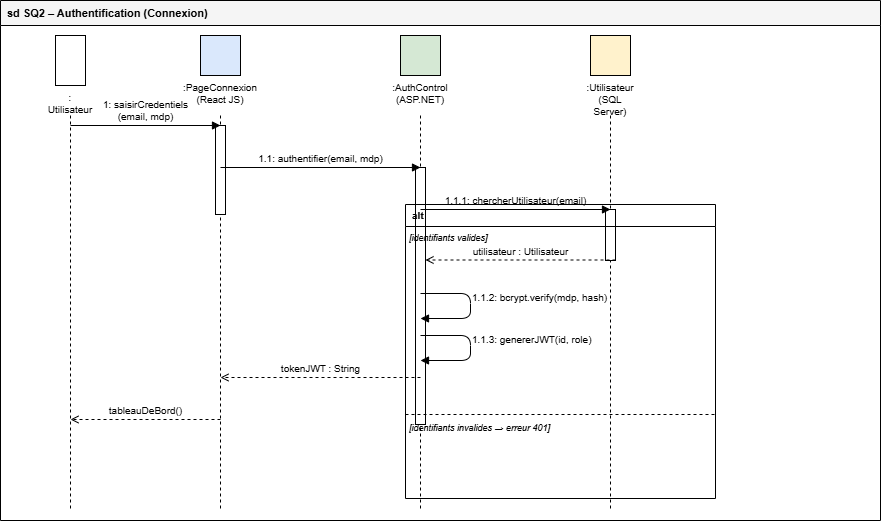 sd SQ2 – Authentification (Connexion)
:
Utilisateur
:PageConnexion
(React JS)
:AuthControl
(ASP.NET)
:Utilisateur
(SQL
Server)
1: saisirCredentiels
(email, mdp)
1.1: authentifier(email, mdp)
1.1.1: chercherUtilisateur(email)
alt
[identifiants valides]
utilisateur : Utilisateur
1.1.2: bcrypt.verify(mdp, hash)
1.1.3: genererJWT(id, role)
tokenJWT : String
tableauDeBord()
[identifiants invalides → erreur 401]